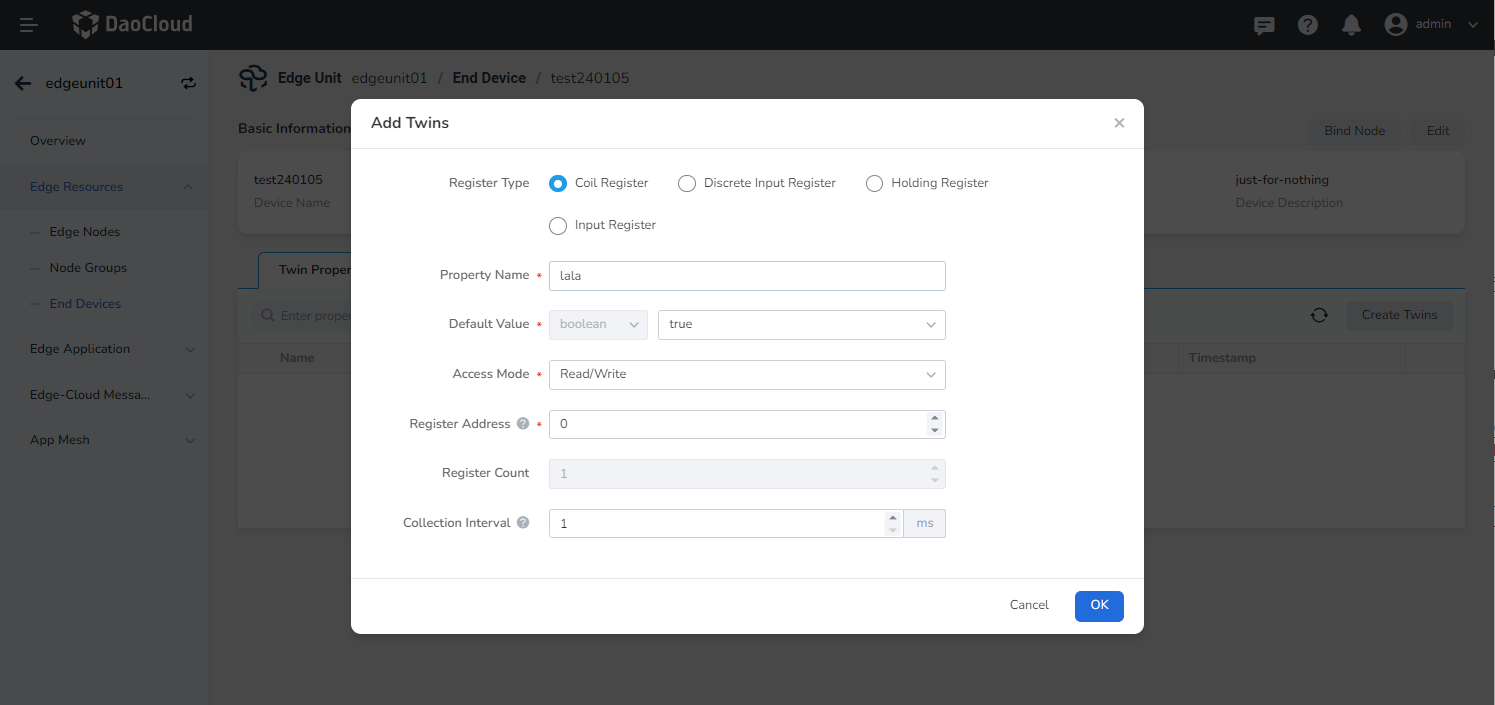 DaoCloud
admin
edgeunit01
Edge Unit edgeunit01 / End Device / test240105
Overview
Edge Resources
Edge Nodes
Node Groups
End Devices
Edge Application
Edge-Cloud Messa...
App Mesh
Basic Information
Bind Node
Edit
test240105
Device Name
just-for-nothing
Device Description
Twin Proper
Enter prope
Create Twins
Name
Timestamp
Add Twins
Register Type
Coil Register
Discrete Input Register
Holding Register
Input Register
Property Name *
lala
Default Value *
boolean
true
Access Mode *
Read/Write
Register Address ? *
0
Register Count
1
Collection Interval ?
1
ms
Cancel
OK